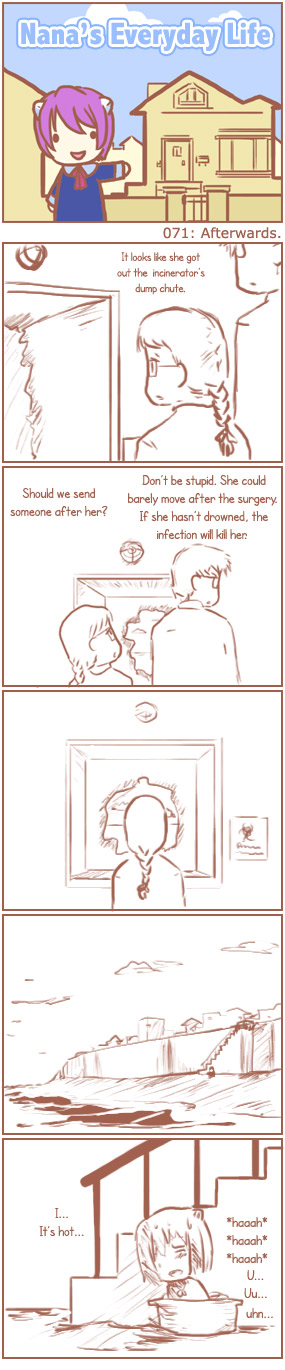 Nana's Everyday Life
071: Afterwards.
It looks like she got
out the incinerator's
dump chute.
Should we send
someone after her?
Don't be stupid. She could
barely move after the surgery.
If she hasn't drowned, the
infection will kill her.
I...
It's hot...
*haaah*
*haaah*
*haaah*
U...
Uu...
uhn...